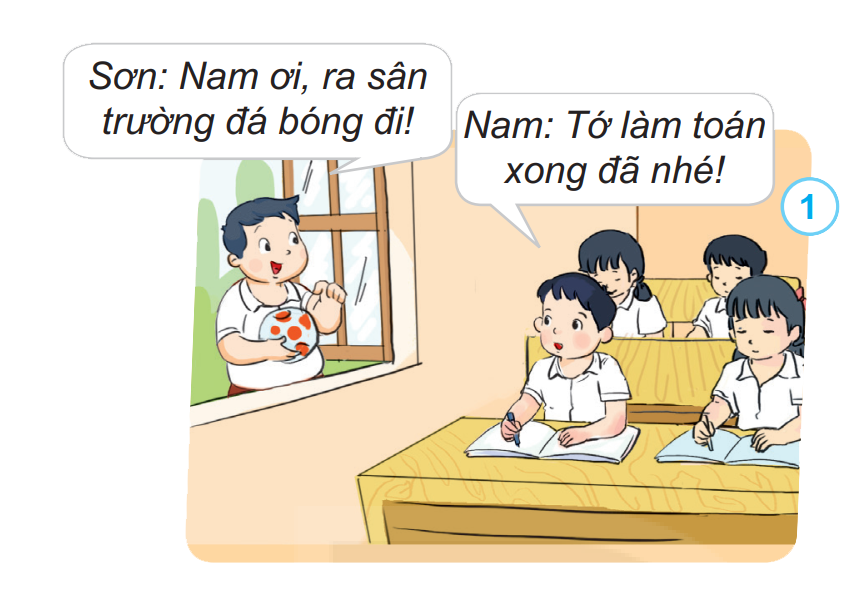 Sơn: Nam ơi, ra sân
trường đá bóng đi!
Nam: Tớ làm toán
xong đã nhé!
1